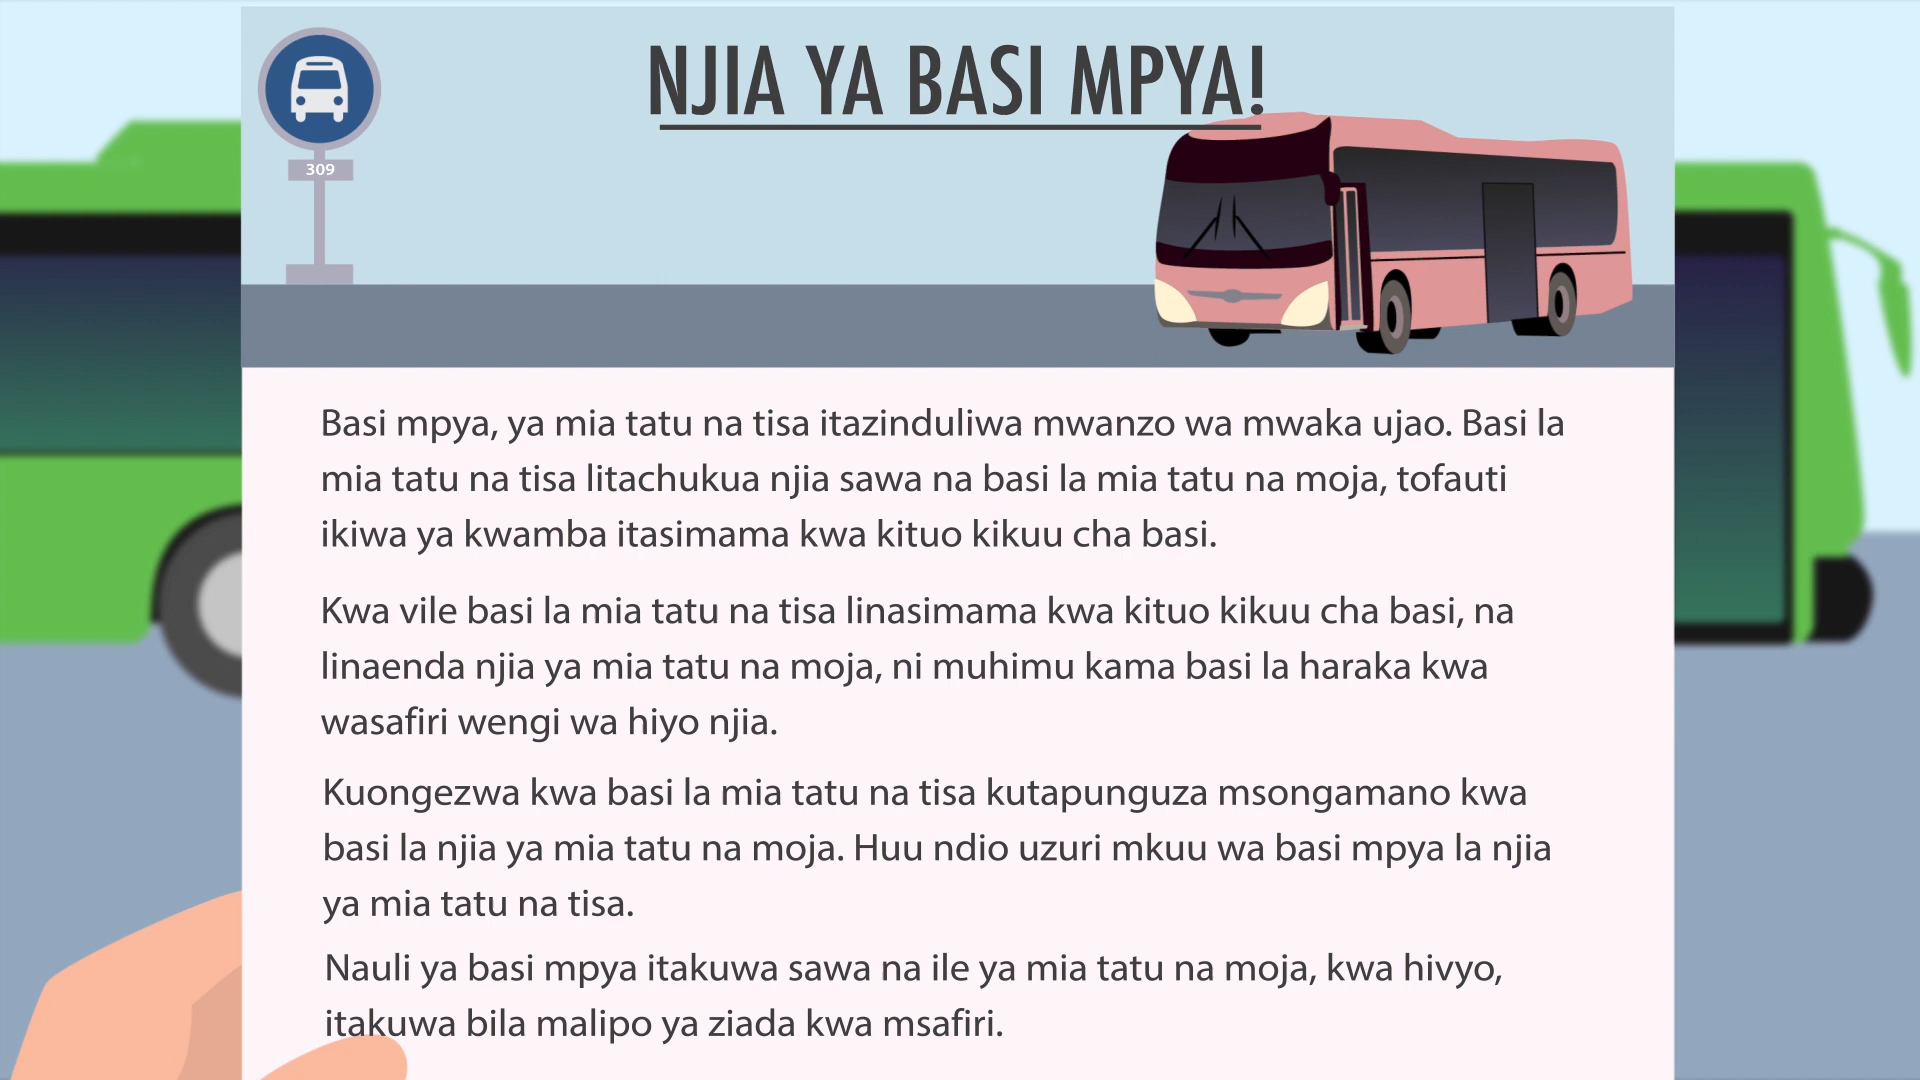 NJIA YA BASI MPYA!
309
Basi mpya, ya mia tatu na tisa itazinduliwa mwanzo wa mwaka ujao. Basi la
mia tatu na tisa litachukua njia sawa na basi la mia tatu na moja, tofauti
ikiwa ya kwamba itasimama kwa kituo kikuu cha basi.
Kwa vile basi la mia tatu na tisa linasimama kwa kituo kikuu cha basi, na
linaenda njia ya mia tatu na moja, ni muhimu kama basi la haraka kwa
wasafiri wengi wa hiyo njia.
Kuongezwa kwa basi la mia tatu na tisa kutapunguza msongamano kwa
basi la njia ya mia tatu na moja. Huu ndio uzuri mkuu wa basi mpya la njia
ya mia tatu na tisa.
Nauli ya basi mpya itakuwa sawa na ile ya mia tatu na moja, kwa hivyo,
itakuwa bila malipo ya ziada kwa msafiri.